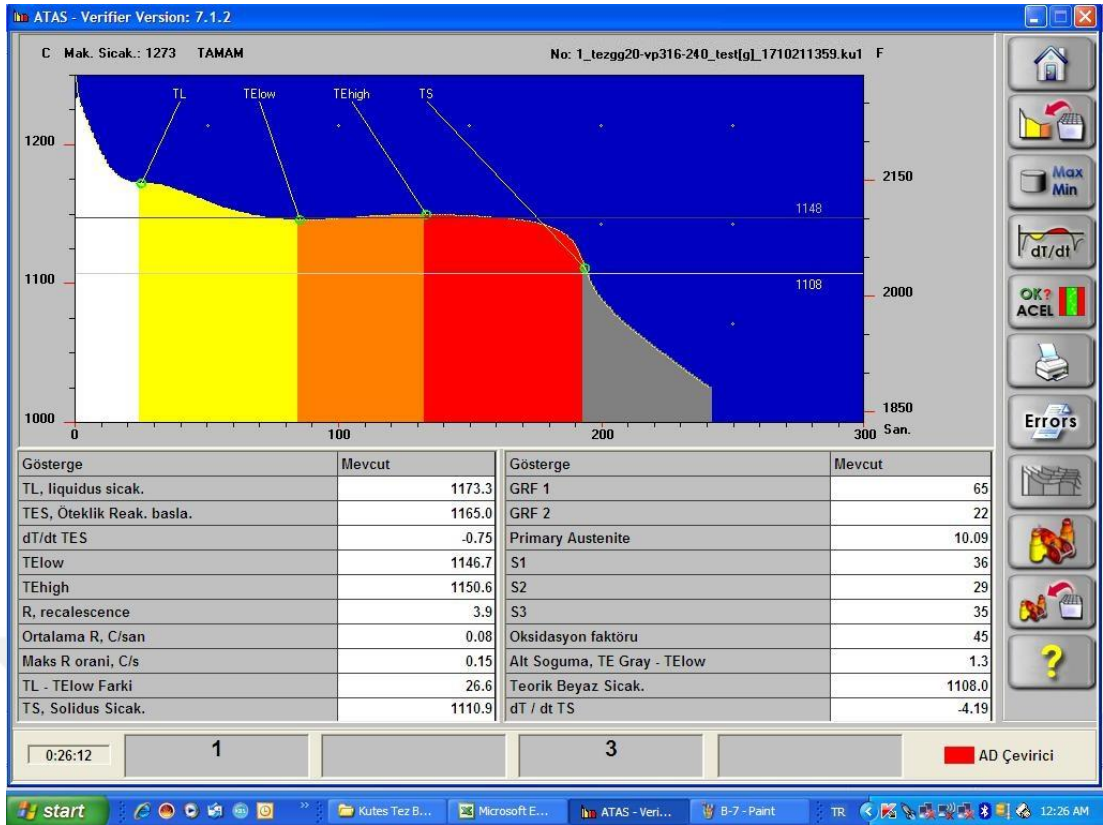 ATAS - Verifier Version: 7.1.2
C Mak. Sicak.: 1273 TAMAM No: 1_tezgg20-vp316-240_test[g]_1710211359.ku1 F
TL TElow TEhigh TS
1200
2150
1148
1100
1108
2000
1000
1850
0 100 200 300 San.
Max
Min
dT/dt
OK?
ACEL
Errors
?
Gösterge Mevcut Gösterge Mevcut
TL, liquidus sicak. 1173.3 GRF 1 65
TES, Öteklik Reak. basla. 1165.0 GRF 2 22
dT/dt TES -0.75 Primary Austenite 10.09
TElow 1146.7 S1 36
TEhigh 1150.6 S2 29
R, recalescence 3.9 S3 35
Ortalama R, C/san 0.08 Oksidasyon faktöru 45
Maks R orani, C/s 0.15 Alt Soguma, TE Gray - TElow 1.3
TL - TElow Farki 26.6 Teorik Beyaz Sicak. 1108.0
TS, Solidus Sicak. 1110.9 dT / dt TS -4.19
0:26:12 1 3 AD Çevirici
start Kutes Tez B... Microsoft E... ATAS - Veri... B-7 - Paint TR 12:26 AM